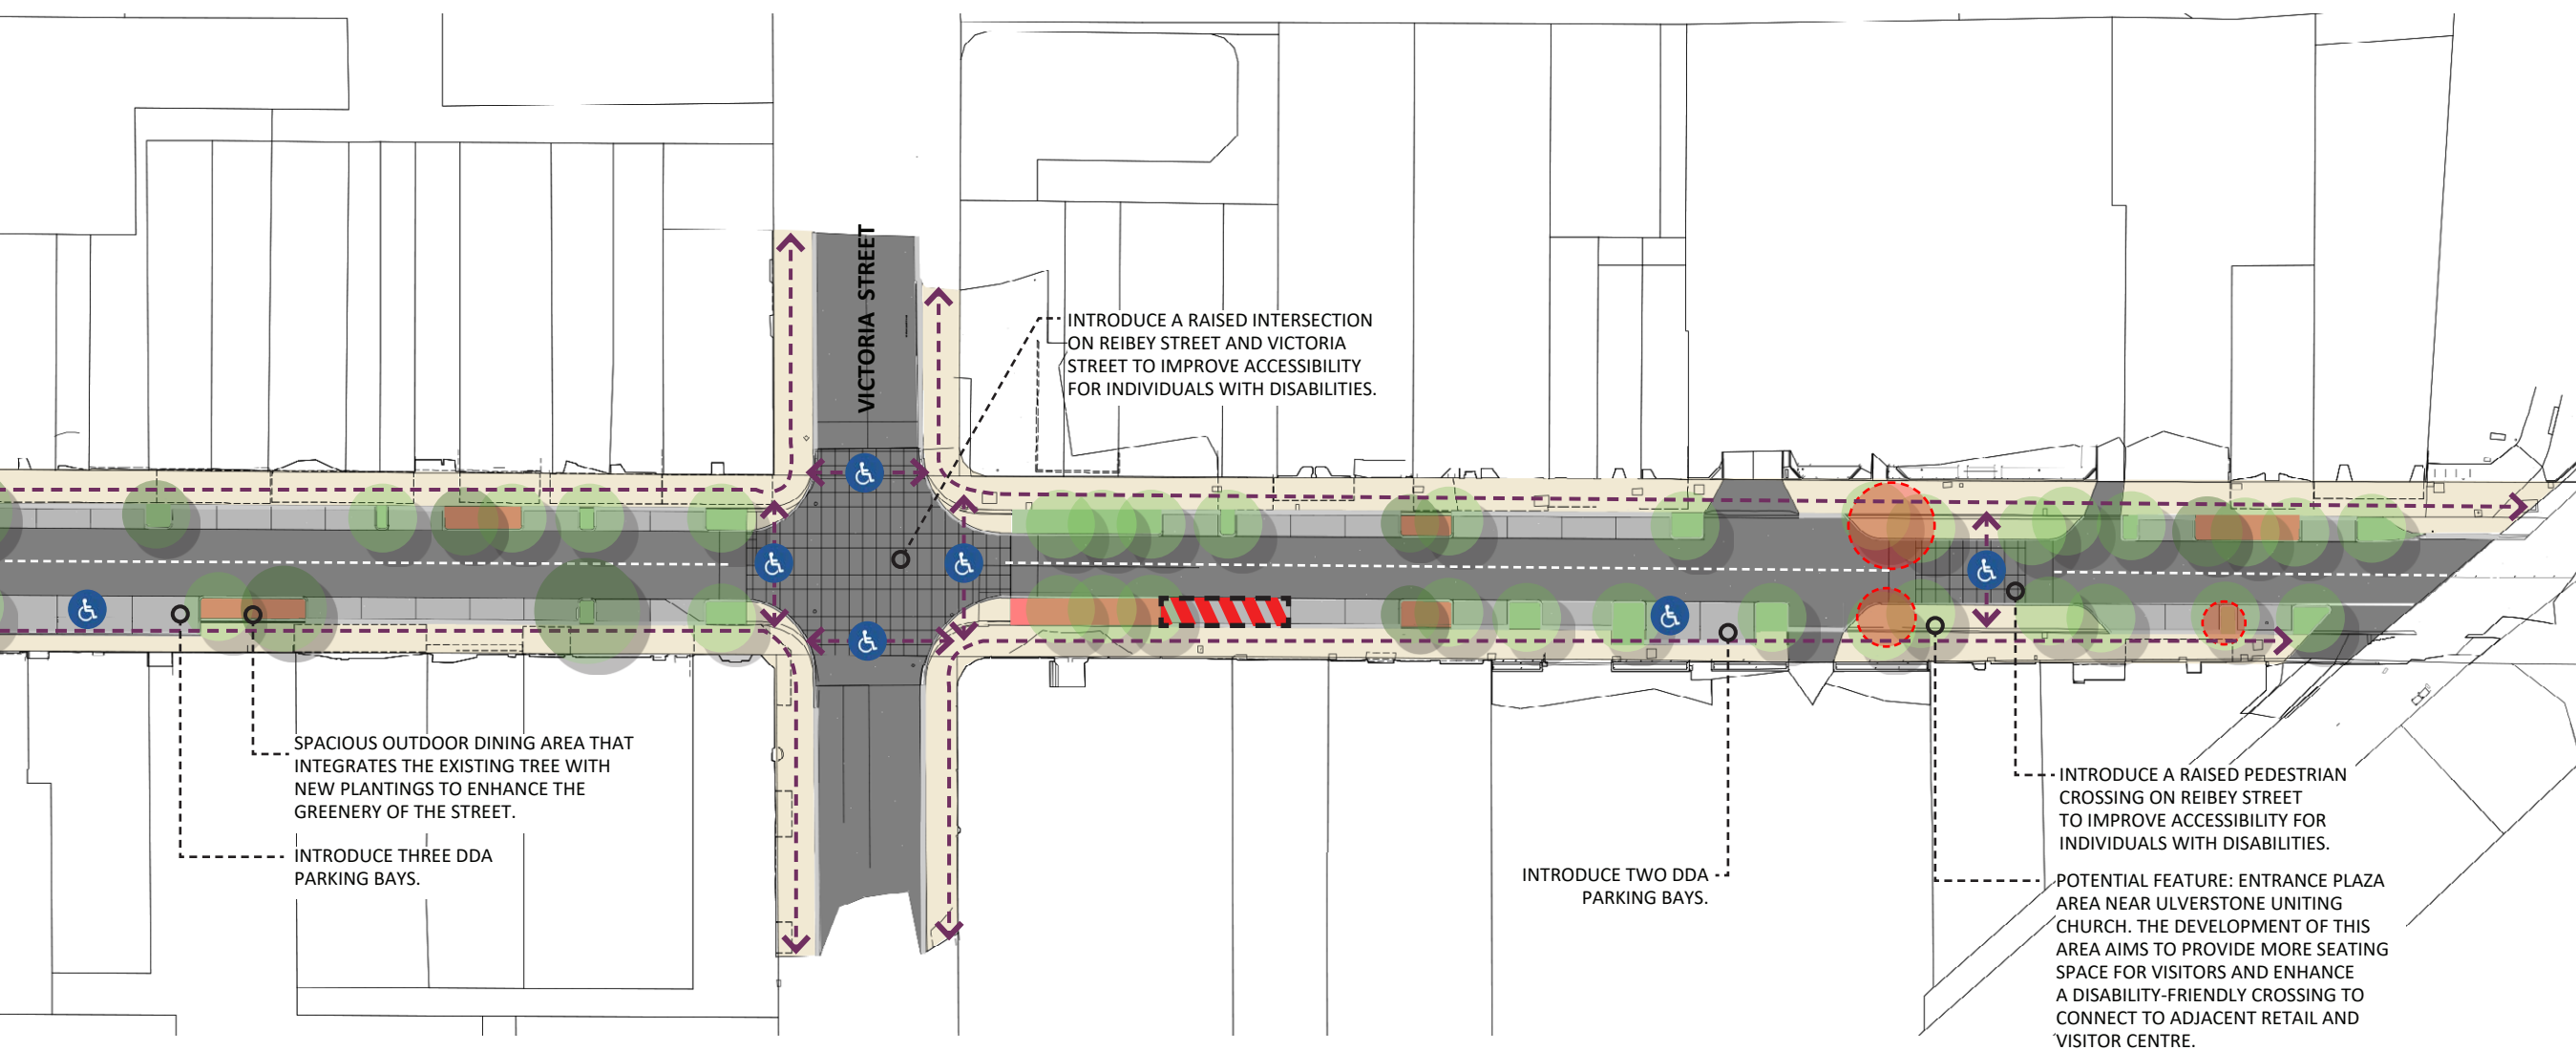 VICTORIA STREET
INTRODUCE A RAISED INTERSECTION
ON REIBEY STREET AND VICTORIA
STREET TO IMPROVE ACCESSIBILITY
FOR INDIVIDUALS WITH DISABILITIES.
SPACIOUS OUTDOOR DINING AREA THAT
INTEGRATES THE EXISTING TREE WITH
NEW PLANTINGS TO ENHANCE THE
GREENERY OF THE STREET.
INTRODUCE THREE DDA
PARKING BAYS.
INTRODUCE TWO DDA
PARKING BAYS.
INTRODUCE A RAISED PEDESTRIAN
CROSSING ON REIBEY STREET
TO IMPROVE ACCESSIBILITY FOR
INDIVIDUALS WITH DISABILITIES.
POTENTIAL FEATURE: ENTRANCE PLAZA
AREA NEAR ULVERSTONE UNITING
CHURCH. THE DEVELOPMENT OF THIS
AREA AIMS TO PROVIDE MORE SEATING
SPACE FOR VISITORS AND ENHANCE
A DISABILITY-FRIENDLY CROSSING TO
CONNECT TO ADJACENT RETAIL AND
VISITOR CENTRE.